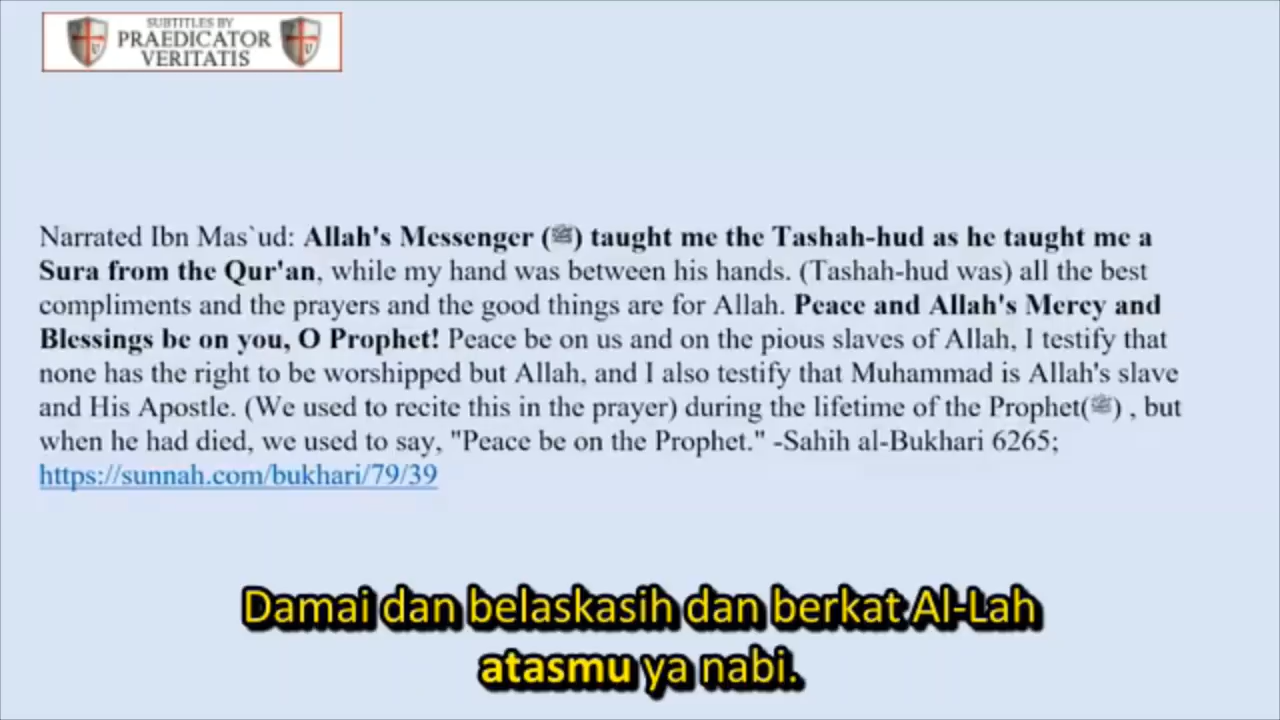 SUBTITLES BY
PRAEDICATOR
VERITATIS
Narrated Ibn Mas`ud: Allah's Messenger (ﷺ) taught me the Tashah-hud as he taught me a
Sura from the Qur'an, while my hand was between his hands. (Tashah-hud was) all the best
compliments and the prayers and the good things are for Allah. Peace and Allah's Mercy and
Blessings be on you, O Prophet! Peace be on us and on the pious slaves of Allah, I testify that
none has the right to be worshipped but Allah, and I also testify that Muhammad is Allah's slave
and His Apostle. (We used to recite this in the prayer) during the lifetime of the Prophet(ﷺ) , but
when he had died, we used to say, "Peace be on the Prophet." -Sahih al-Bukhari 6265;
https://sunnah.com/bukhari/79/39
Damai dan belaskasih dan berkat Al-Lah
atasmu ya nabi.